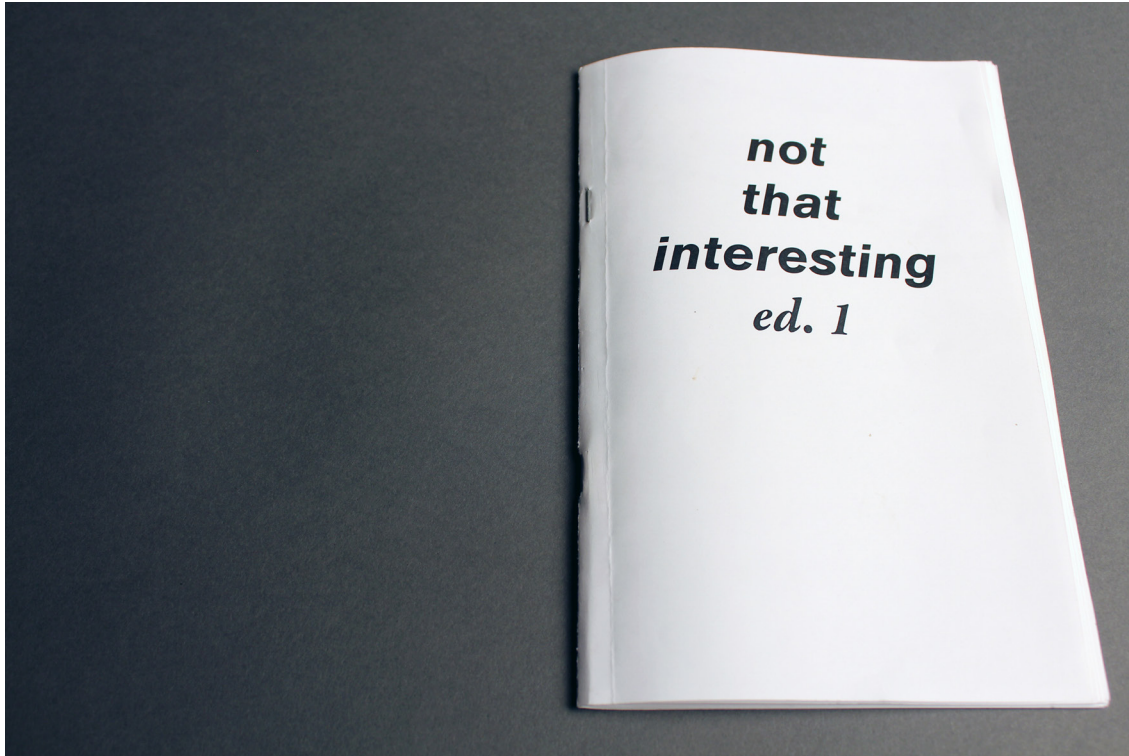 not
that
interesting
ed. 1